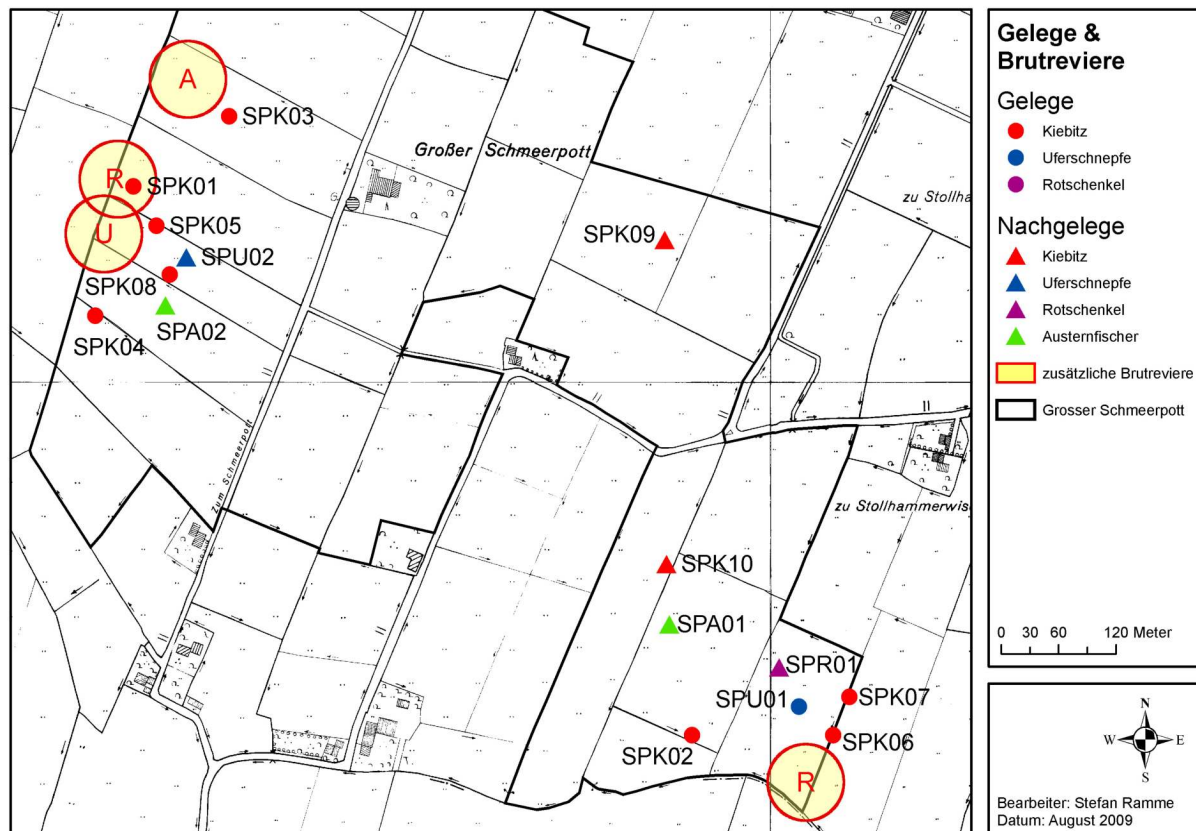 A
SPK03
R
SPK01
SPK05
U
SPU02
SPK08
SPA02
SPK04
Großer Schmeerpott
G
A
zu Stollha
SPK09
A
zum Schmeerpott
zu Stollhammerwisc
SPK10
SPA01
SPR01
SPU01
SPK07
SPK02
SPK06
R
Gelege &
Brutreviere
Gelege
Kiebitz
Uferschnepfe
Rotschenkel
Nachgelege
Kiebitz
Uferschnepfe
Rotschenkel
Austernfischer
zusätzliche Brutreviere
Grosser Schmeerpott
0 30 60 120 Meter
N
W E
S
Bearbeiter: Stefan Ramme
Datum: August 2009